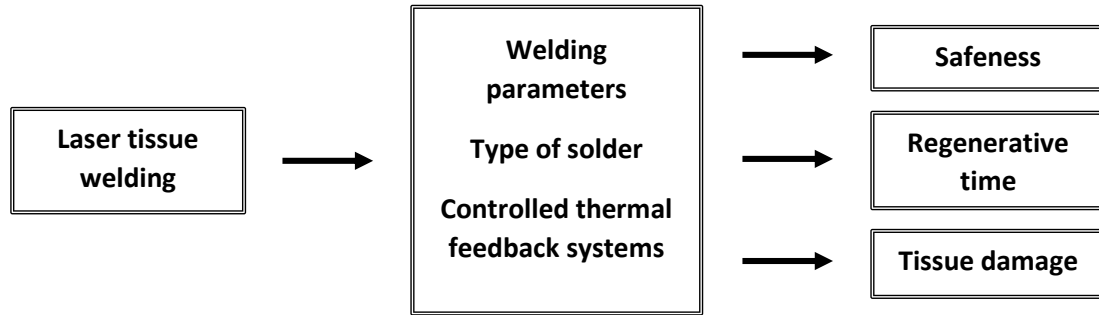 Laser tissue
welding
Welding
parameters
Type of solder
Controlled thermal
feedback systems
Safeness
Regenerative
time
Tissue damage